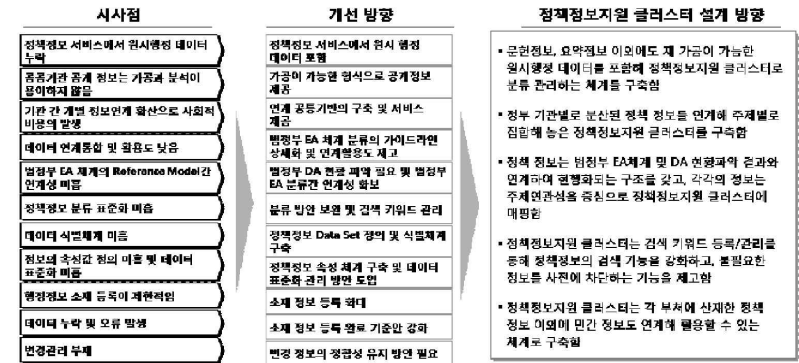 시사점
정책정보 서비스에서 원시행정 데이터
누락
공공기관 공개 정보는 가공과 분석이
용이하지 않음
기관 간 개별 정보연계 확산으로 사회적
비용의 발생
데이터 연계통합 및 활용도 낮음
범정부 EA 체계의 Reference Model간
연계성 미흡
정책정보 분류 표준화 미흡
데이터 식별체계 미흡
정보의 속성값 정의 미흡 및 데이터
표준화 미흡
행정정보 소재 등록이 제한적임
데이터 누락 및 오류 발생
변경관리 부재
개선 방향
정책정보 서비스에서 원시 행정
데이터 포함
가공이 가능한 형식으로 공개정보
제공
연계 공통기반의 구축 및 서비스
제공
범정부 EA 체계 분류의 가이드라인
상세화 및 연계활용도 제고
범정부 DA 현황 파악 필요 및 범정부
EA 분류간 연계성 확보
분류 방안 보완 및 검색 키워드 관리
정책정보 Data Set 정의 및 식별체계
구축
정책정보 속성 체계 구축 및 데이터
표준화 관리 방안 도입
소재 정보 등록 확대
소재 정보 등록 완료 기준안 강화
변경 정보의 정합성 유지 방안 필요
정책정보지원 클러스터 설계 방향
▪ 문헌정보, 요약정보 이외에도 재 가공이 가능한
원시행정 데이터를 포함해 정책정보지원 클러스터로
분류 관리하는 체계를 구축함
▪ 정부 기관별로 분산된 정책 정보를 연계해 주제별로
집합해 놓은 정책정보지원 클러스터를 구축함
▪ 정책 정보는 범정부 EA체계 및 DA 현황파악 결과와
연계하여 현행화되는 구조를 갖고, 각각의 정보는
주제연관성을 중심으로 정책정보지원 클러스터에
매핑함
▪ 정책정보지원 클러스터는 검색 키워드 등록/관리를
통해 정책정보의 검색 기능을 강화하고, 불필요한
정보를 사전에 차단하는 기능을 제고함
▪ 정책정보지원 클러스터는 각 부처에 산재한 정책
정보 이외에 민간 정보도 연계해 활용할 수 있는
체계로 구축함